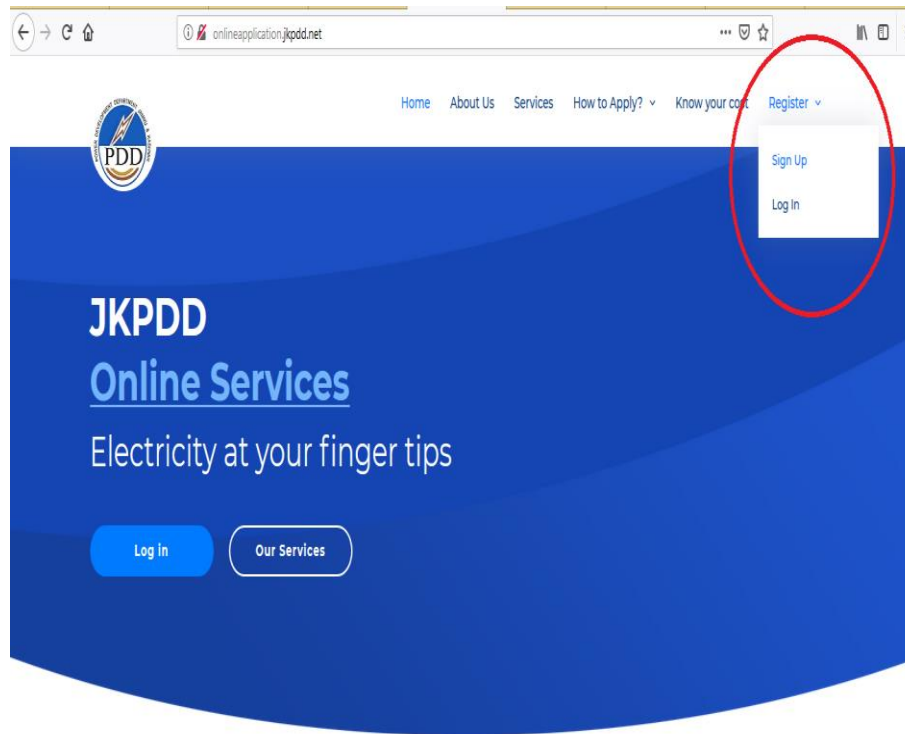 onlineapplication.jkpdd.net
Home About Us Services How to Apply? Know your cost Register
Sign Up
Log In
PDD
JKPDD
Online Services
Electricity at your finger tips
Log in Our Services